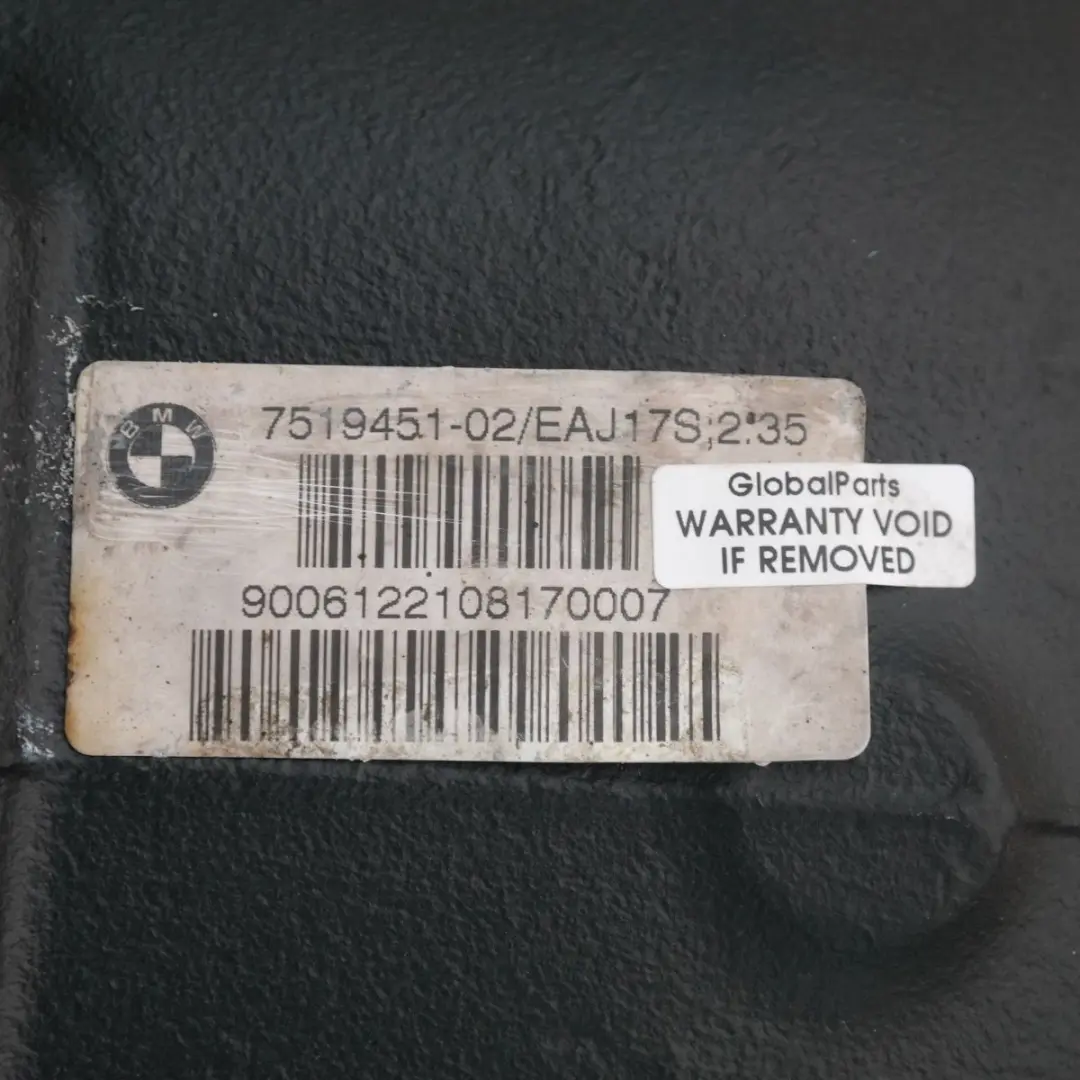 BMW
7519451-02/EAJ17S;2:35
GlobalParts
WARRANTY VOID
IF REMOVED
9006122108170007